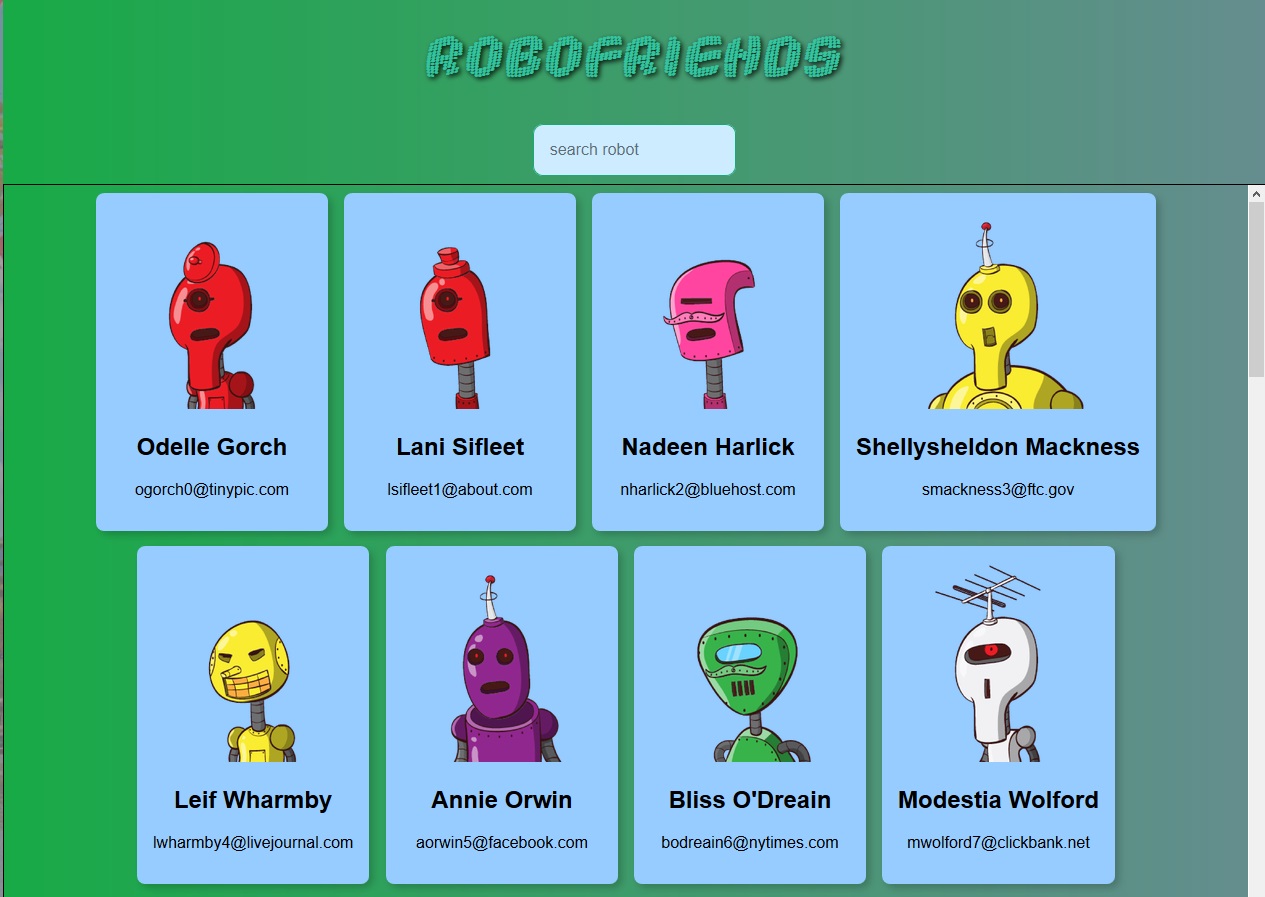 ROBOFRIENDS
search robot
Odelle Gorch
ogorch0@tinypic.com
Lani Sifleet
lsifleet1@about.com
Nadeen Harlick
nharlick2@bluehost.com
Shellysheldon Mackness
smackness3@ftc.gov
Leif Wharmby
lwharmby4@livejournal.com
Annie Orwin
aorwin5@facebook.com
Bliss O'Dreain
bodreain6@nytimes.com
Modestia Wolford
mwolford7@clickbank.net